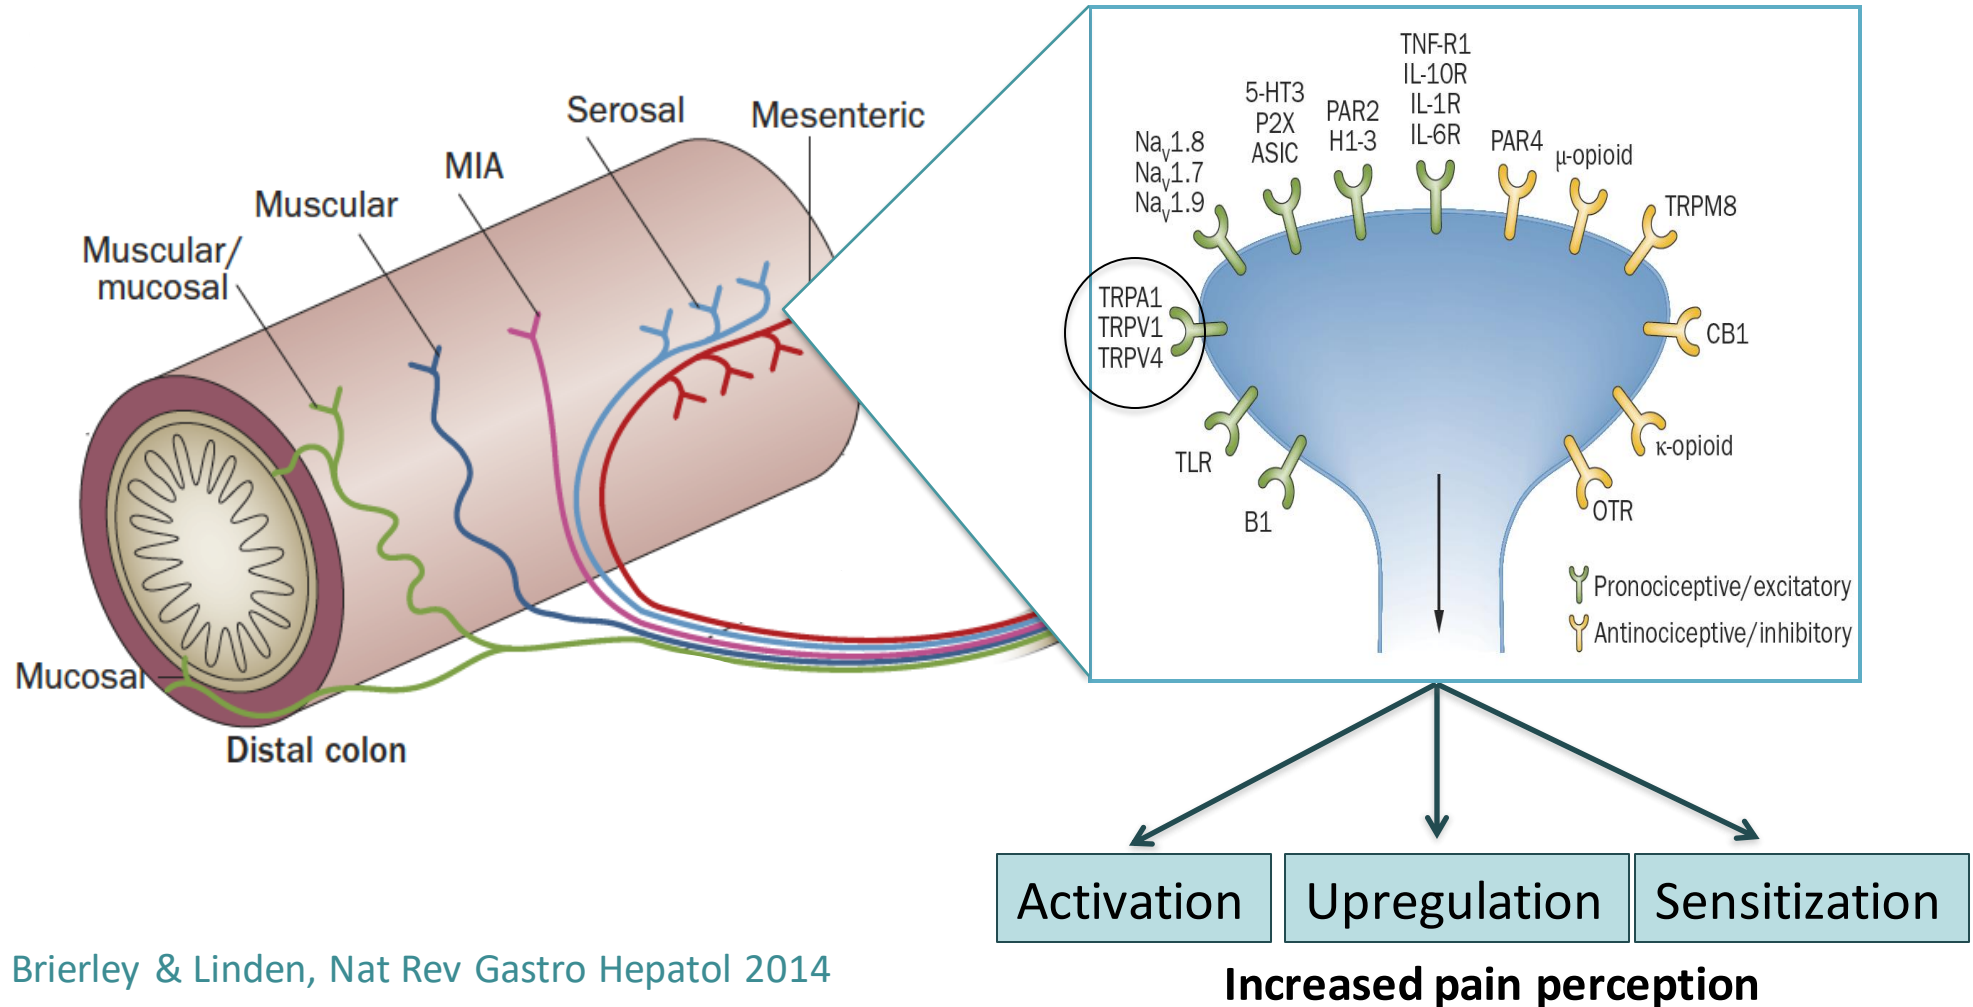 Serosal
Mesenteric
MIA
Muscular
Muscular/
mucosal
Mucosal
Distal colon
TNF-R1
IL-10R
IL-1R
IL-6R
5-HT3
P2X
ASIC
PAR2
H1-3
Nav1.8
Nav1.7
Nav1.9
PAR4
μ-opioid
TRPM8
TRPA1
TRPV1
TRPV4
CB1
TLR
κ-opioid
B1
OTR
Pronociceptive/excitatory
Antinociceptive/inhibitory
Activation
Upregulation
Sensitization
Increased pain perception
Brierley & Linden, Nat Rev Gastro Hepatol 2014